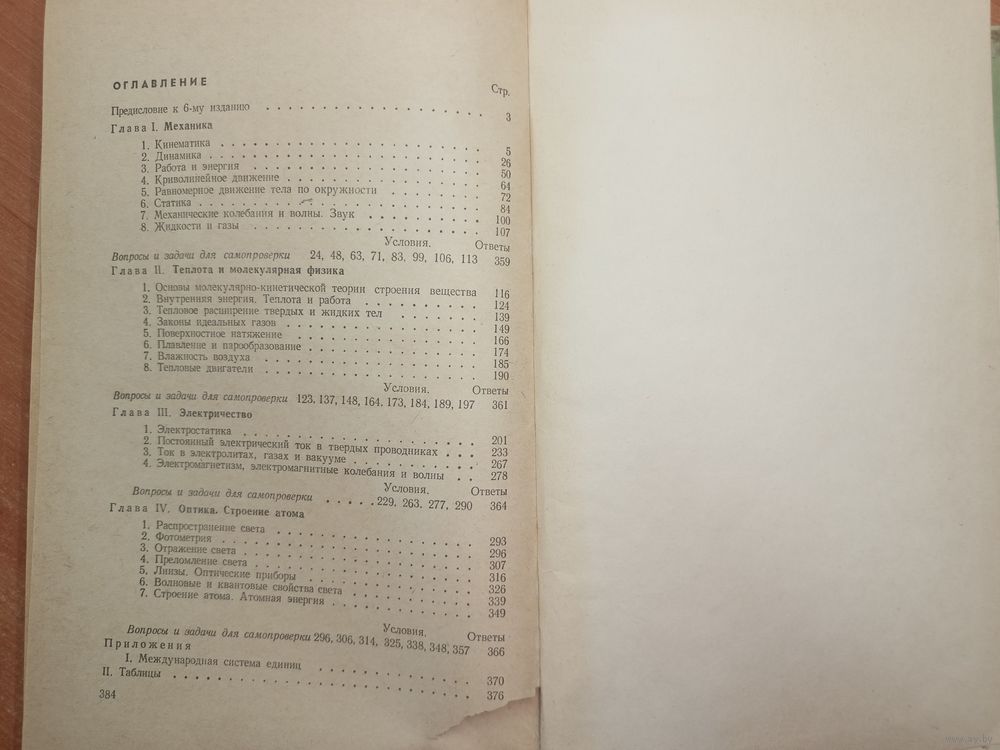 ОГЛАВЛЕНИЕ
Стр.
Предисловие к 6-му изданию . . . . . . . . . . . . . . . . 3
Глава I. Механика
1. Кинематика . . . . . . . . . . . . . . . . . . . 5
2. Динамика . . . . . . . . . . . . . . . . . . . 26
3. Работа и энергия . . . . . . . . . . . . . . . . 50
4. Криволинейное движение . . . . . . . . . . . . . 64
5. Равномерное движение тела по окружности . . . . . . 72
6. Статика . . . . . . . . . . . . . . . . . . . . 84
7. Механические колебания и волны. Звук . . . . . . . 100
8. Жидкости и газы . . . . . . . . . . . . . . . . 107
Условия. Ответы
Вопросы и задачи для самопроверки 24, 48, 63, 71, 83, 99, 106, 113 359
Глава II. Теплота и молекулярная физика
1. Основы молекулярно-кинетической теории строения вещества 116
2. Внутренняя энергия. Теплота и работа . . . . . . . . 124
3. Тепловое расширение твердых и жидких тел . . . . . . 139
4. Законы идеальных газов . . . . . . . . . . . . . 149
5. Поверхностное натяжение . . . . . . . . . . . . 166
6. Плавление и парообразование . . . . . . . . . . . 174
7. Влажность воздуха . . . . . . . . . . . . . . . 185
8. Тепловые двигатели . . . . . . . . . . . . . . . 190
Условия. Ответы
Вопросы и задачи для самопроверки 123, 137, 148, 164. 173, 184, 189, 197 361
Глава III. Электричество
1. Электростатика . . . . . . . . . . . . . . . . . 201
2. Постоянный электрический ток в твердых проводниках . . . 233
3. Ток в электролитах, газах и вакууме . . . . . . . . 267
4. Электромагнетизм, электромагнитные колебания и волны . . 278
Условия. Ответы
Вопросы и задачи для самопроверки . . . . . 229, 263. 277, 290 364
Глава IV. Оптика. Строение атома
1. Распространение света . . . . . . . . . . . . . . 293
2. Фотометрия . . . . . . . . . . . . . . . . . . 296
3. Отражение света . . . . . . . . . . . . . . . . 307
4. Преломление света . . . . . . . . . . . . . . . 316
5. Линзы. Оптические приборы . . . . . . . . . . . . 326
6. Волновые и квантовые свойства света . . . . . . . . 339
7. Строение атома. Атомная энергия . . . . . . . . . . 349
Условия. Ответы
Вопросы и задачи для самопроверки 296, 306, 314, 325, 338, 348, 357 366
Приложения
I. Международная система единиц . . . . . . . . . . 370
II. Таблицы . . . . . . . . . . . . . . . . . . . . 376
384
www.ay.by